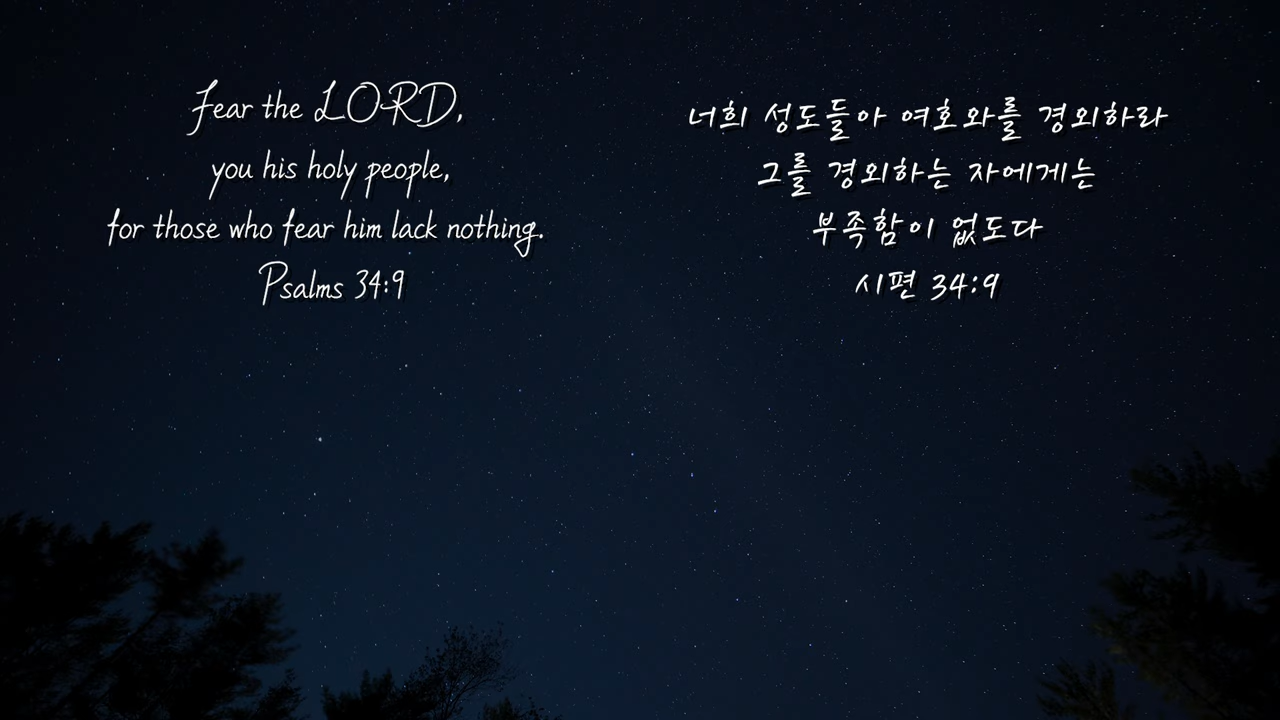 Fear the LORD,
you his holy people,
for those who fear him lack nothing.
Psalms 34:9
너희 성도들아 여호와를 경외하라
그를 경외하는 자에게는
부족함이 없도다
시편 34:9